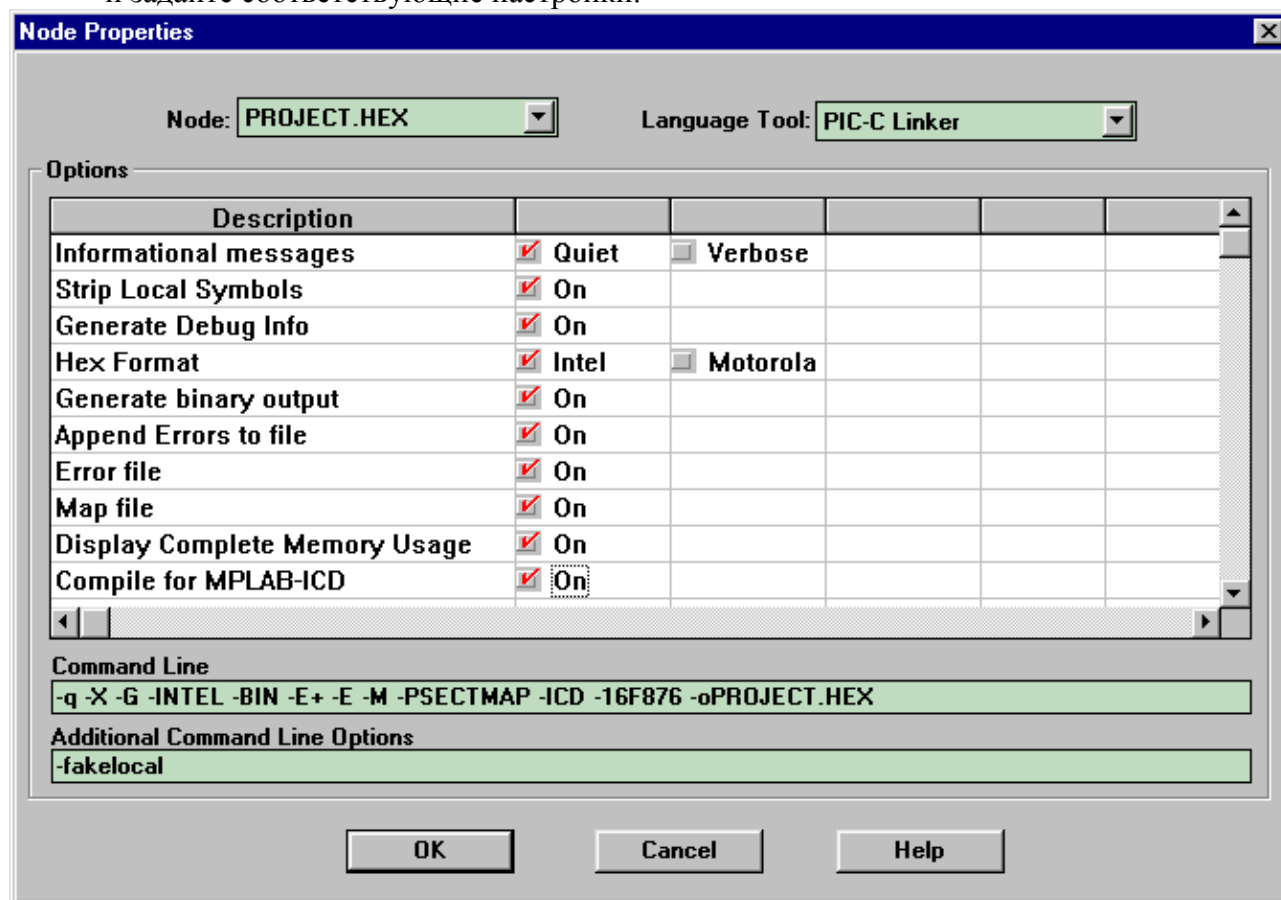 и задайте соответствующие настройки:
Node Properties
Node: PROJECT.HEX Language Tool: PIC-C Linker
Options
Description
Informational messages Quiet Verbose
Strip Local Symbols On
Generate Debug Info On
Hex Format Intel Motorola
Generate binary output On
Append Errors to file On
Error file On
Map file On
Display Complete Memory Usage On
Compile for MPLAB-ICD On
Command Line
-q -X -G -INTEL -BIN -E+ -E -M -PSECTMAP -ICD -16F876 -oPROJECT.HEX
Additional Command Line Options
-fakelocal
OK Cancel Help